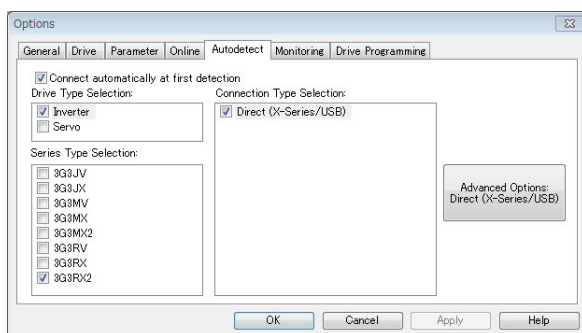 Options
General Drive Parameter Online Autodetect Monitoring Drive Programming
Connect automatically at first detection
Drive Type Selection: Connection Type Selection:
Inverter Direct (X-Series/USB)
Servo
Series Type Selection:
3G3JV
3G3JX
3G3MV
3G3MX
3G3MX2
3G3RV
3G3RX
3G3RX2
Advanced Options:
Direct (X-Series/USB)
OK Cancel Apply Help